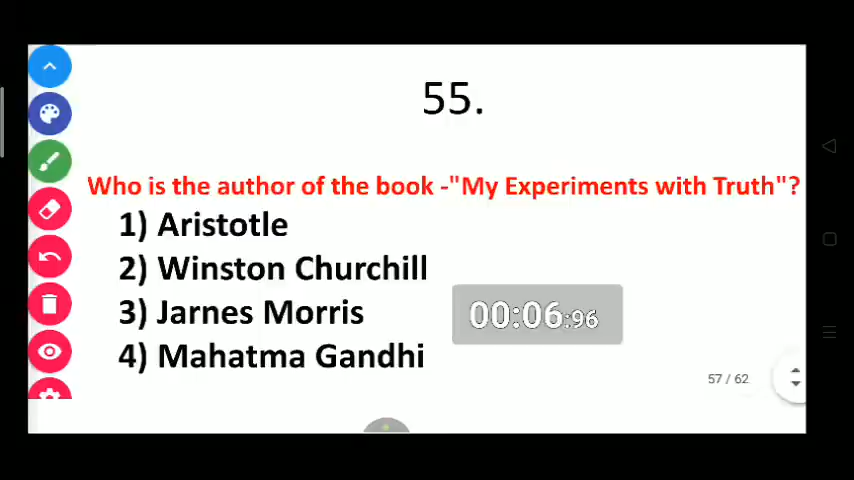 55.
Who is the author of the book -"My Experiments with Truth"?
1) Aristotle
2) Winston Churchill
3) Jarnes Morris
4) Mahatma Gandhi
00:06:96
57 / 62